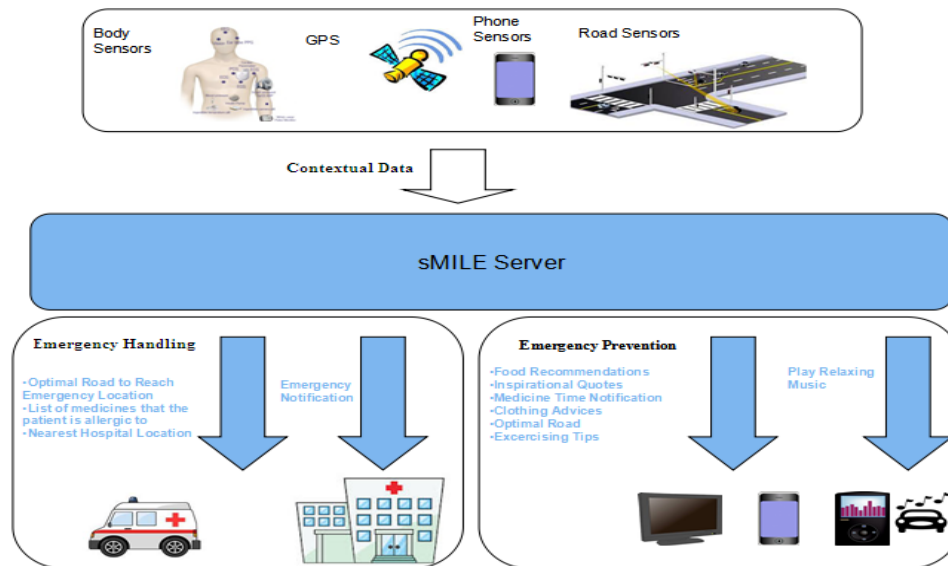 Body
Sensors
GPS
Phone
Sensors
Road Sensors
Contextual Data
sMILE Server
Emergency Handling
•Optimal Road to Reach
Emergency Location
•List of medicines that the
patient is allergic to
•Nearest Hospital Location
Emergency
Notification
Emergency Prevention
•Food Recommendations
•Inspirational Quotes
•Medicine Time Notification
•Clothing Advices
•Optimal Road
•Excercising Tips
Play Relaxing
Music